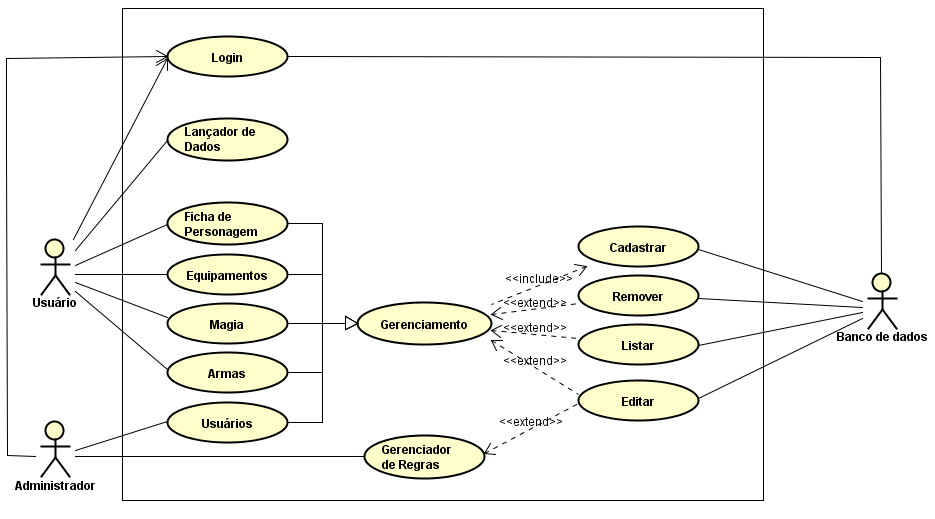 Login
Lançador de
Dados
Ficha de
Personagem
Equipamentos
Magia
Armas
Usuários
Usuário
Administrador
Gerenciamento
Gerenciador
de Regras
<<include>>
<<extend>>
<<extend>>
<<extend>>
<<extend>>
Cadastrar
Remover
Listar
Editar
Banco de dados